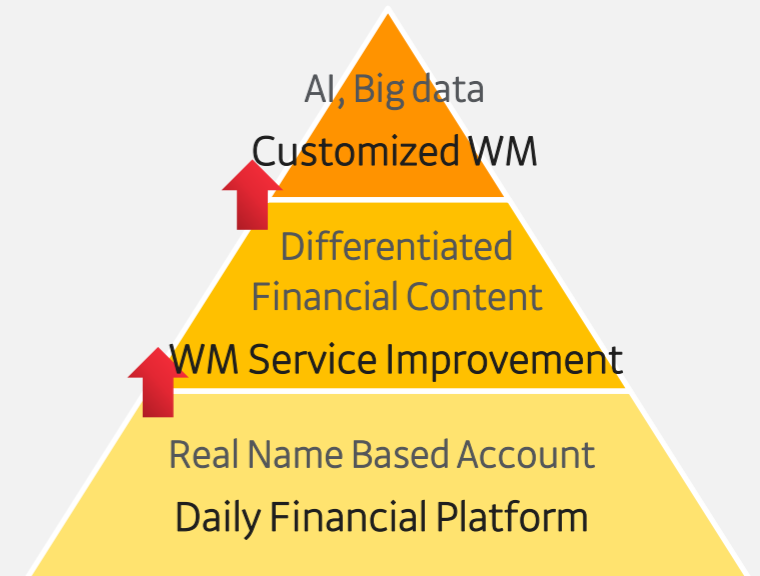 AI, Big data
Customized WM
Differentiated
Financial Content
WM Service Improvement
Real Name Based Account
Daily Financial Platform